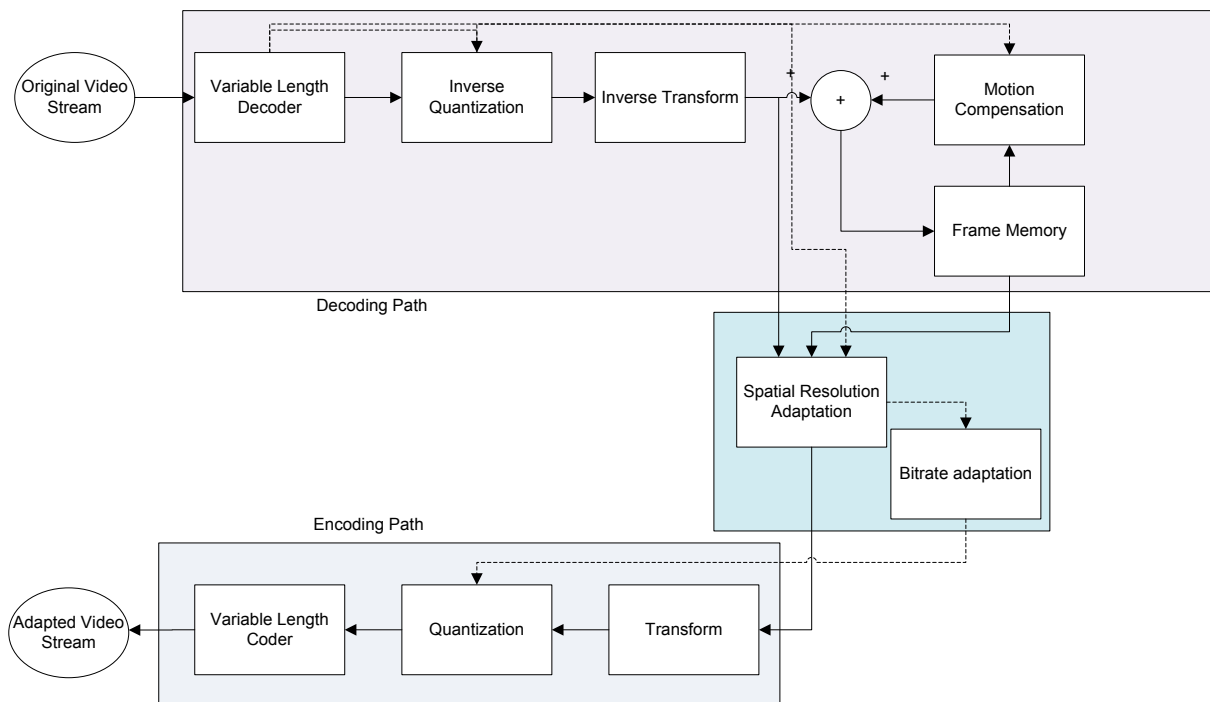 Original Video
Stream
Variable Length
Decoder
Inverse
Quantization
Inverse Transform
+
+
+
Motion
Compensation
Frame Memory
Decoding Path
Spatial Resolution
Adaptation
Bitrate adaptation
Encoding Path
Adapted Video
Stream
Variable Length
Coder
Quantization
Transform